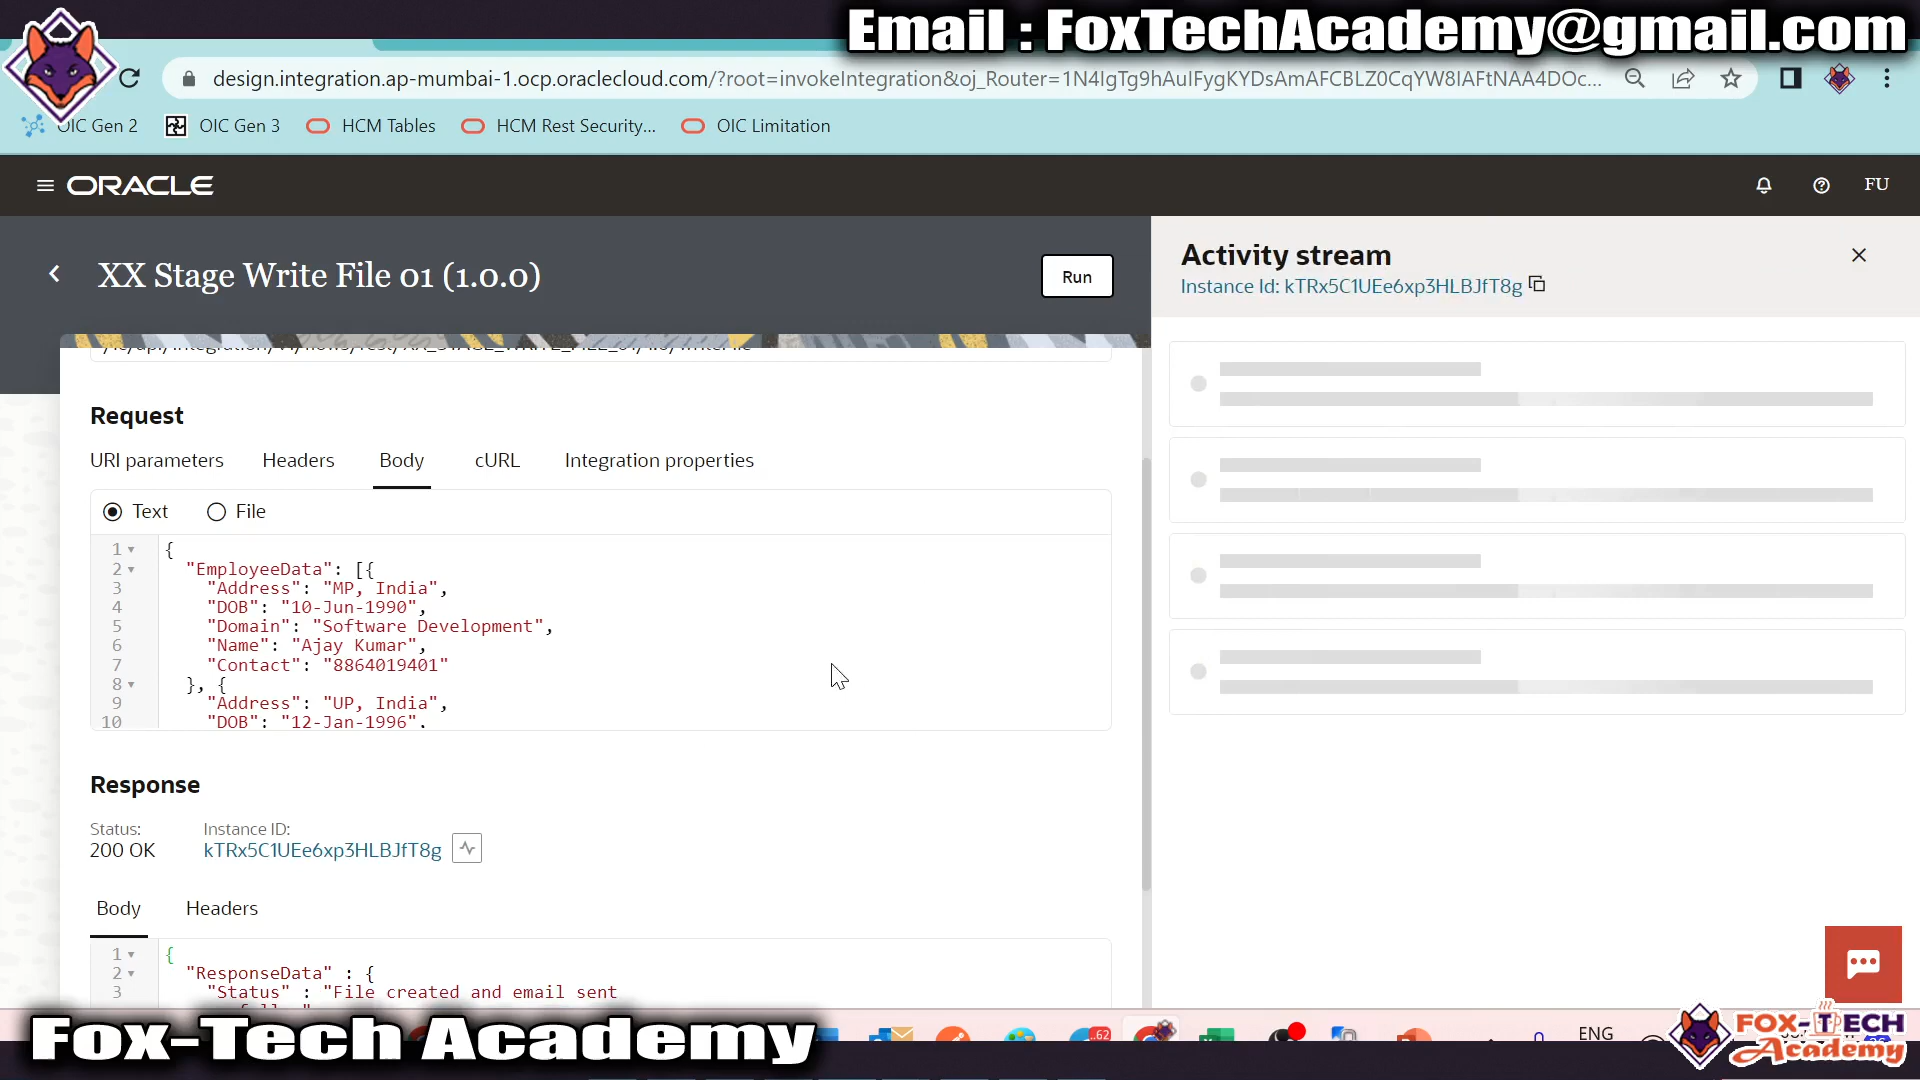 Email : FoxTechAcademy@gmail.com
design.integration.ap-mumbai-1.ocp.oraclecloud.com/?root=invokeIntegration&oj_Router=1N4IgTg9hAuIFygKYDsAmAFCBLZ0CqYW8IAFtNAA4DOc...
OIC Gen 2
OIC Gen 3
HCM Tables
HCM Rest Security...
OIC Limitation
ORACLE
FU
XX Stage Write File 01 (1.0.0)
Run
Activity stream
Instance Id: kTRx5C1UEe6xp3HLBJfT8g
Request
URI parameters
Headers
Body
cURL
Integration properties
Text
File
1 {
2 "EmployeeData": [{
3 "Address": "MP, India",
4 "DOB": "10-Jun-1990",
5 "Domain": "Software Development",
6 "Name": "Ajay Kumar",
7 "Contact": "8864019401"
8 }, {
9 "Address": "UP, India",
10 "DOB": "12-Jan-1996",
Response
Status:
Instance ID:
200 OK
kTRx5C1UEe6xp3HLBJfT8g
Body
Headers
1 {
2 "ResponseData" : {
3 "Status" : "File created and email sent
Fox-Tech Academy
62
ENG
FOX-TECH
Academy